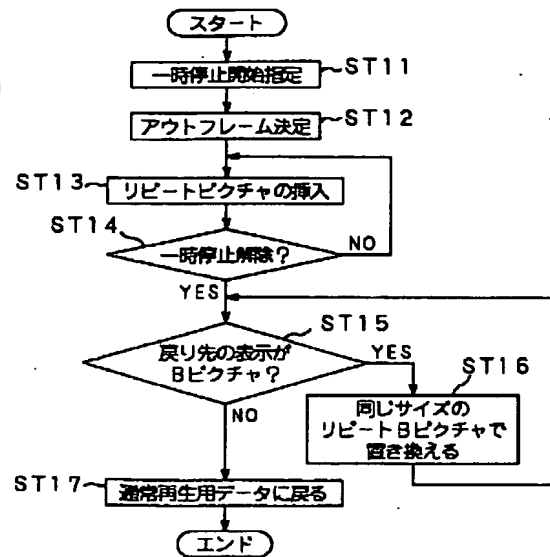 スタート
一時停止開始指定
ST11
アウトフレーム決定
ST12
ST13
リピートピクチャの挿入
ST14
一時停止解除?
NO
YES
ST15
戻り先の表示が
Bピクチャ?
YES
ST16
NO
同じサイズの
リピートBピクチャで
置き換える
ST17
通常再生用データに戻る
エンド